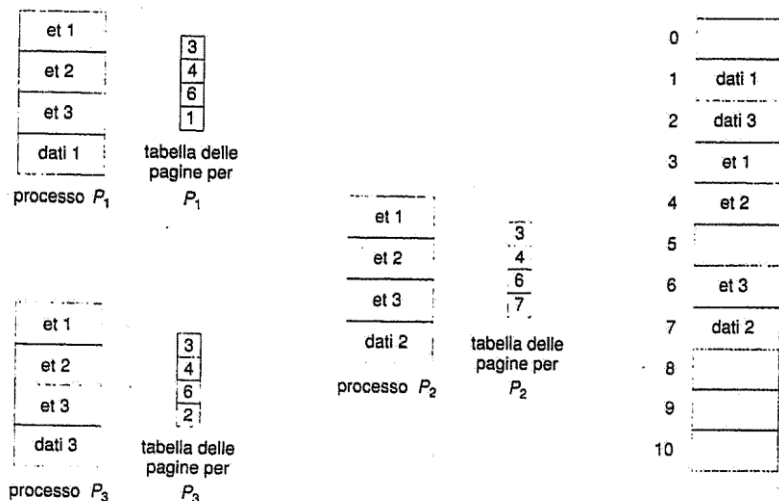 et 1
et 2
et 3
dati 1
processo P1
3
4
6
1
tabella delle
pagine per
P1
et 1
et 2
et 3
dati 2
processo P2
3
4
6
7
tabella delle
pagine per
P2
et 1
et 2
et 3
dati 3
processo P3
3
4
6
2
tabella delle
pagine per
P3
0
1 dati 1
2 dati 3
3 et 1
4 et 2
5
6 et 3
7 dati 2
8
9
10